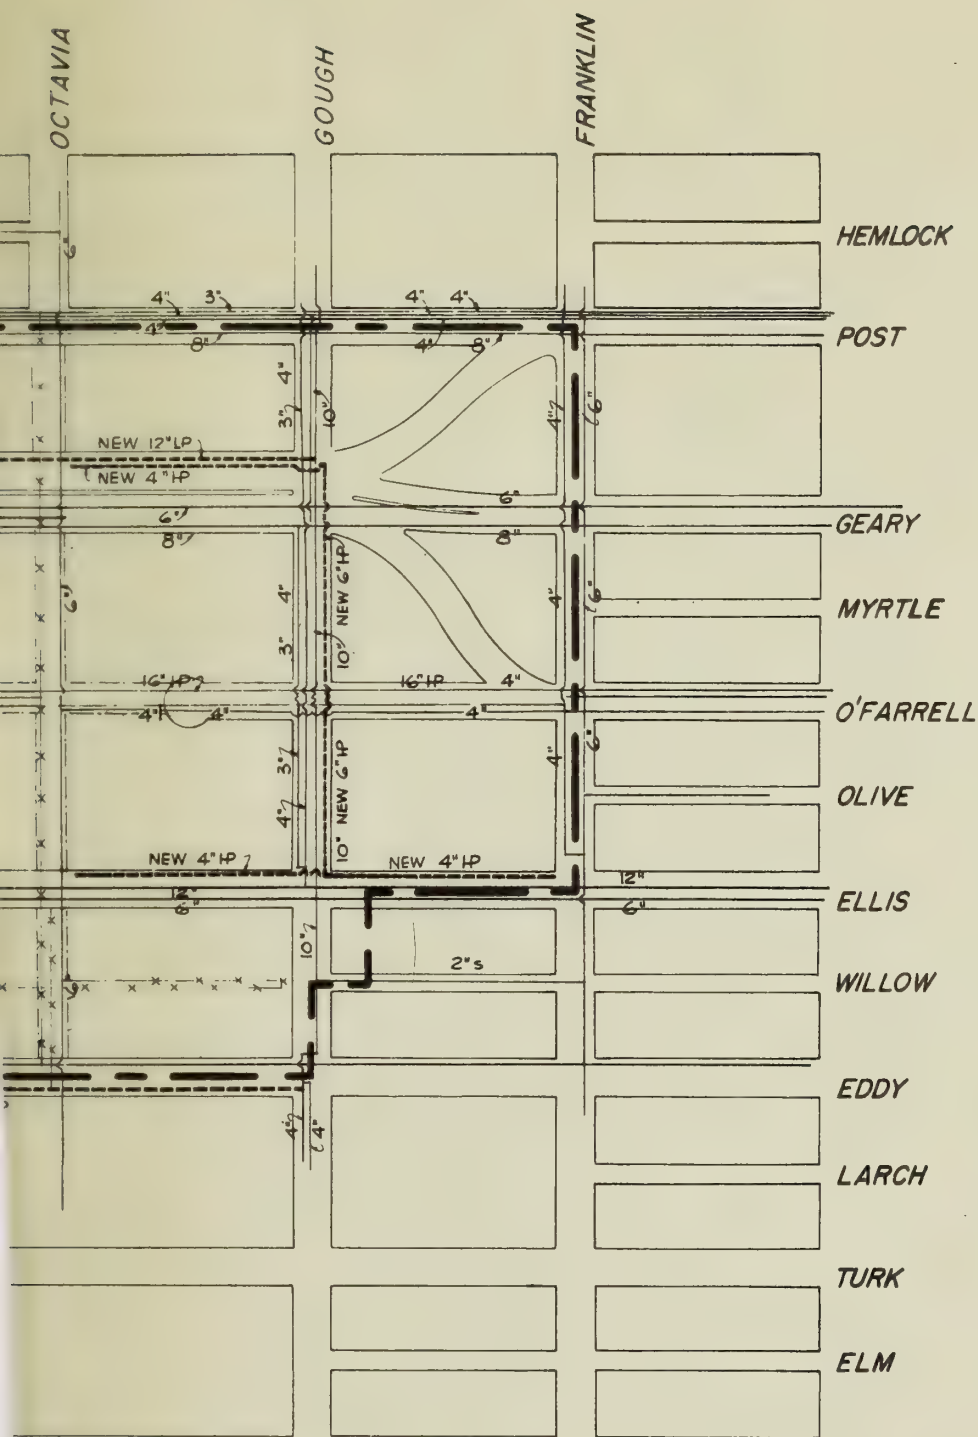 OCTAVIA
GOUGH
FRANKLIN
HEMLOCK
6"
4" 3" 4" 4"
4" 8" 4" 8"
POST
4" 3" 10" 4" 6"
NEW 12" LP
NEW 4" HP
6" 6"
8" 8"
GEARY
6" 4" 3" 10" NEW 6" HP 4" 6"
MYRTLE
16" HP 16" HP 4"
4" 4" 4"
O'FARRELL
3" 4" 10" NEW 6" HP 4" 6"
OLIVE
NEW 4" HP NEW 4" HP
12" 12"
6" 6"
ELLIS
10"
2" S
6"
WILLOW
EDDY
4" 4"
LARCH
TURK
ELM